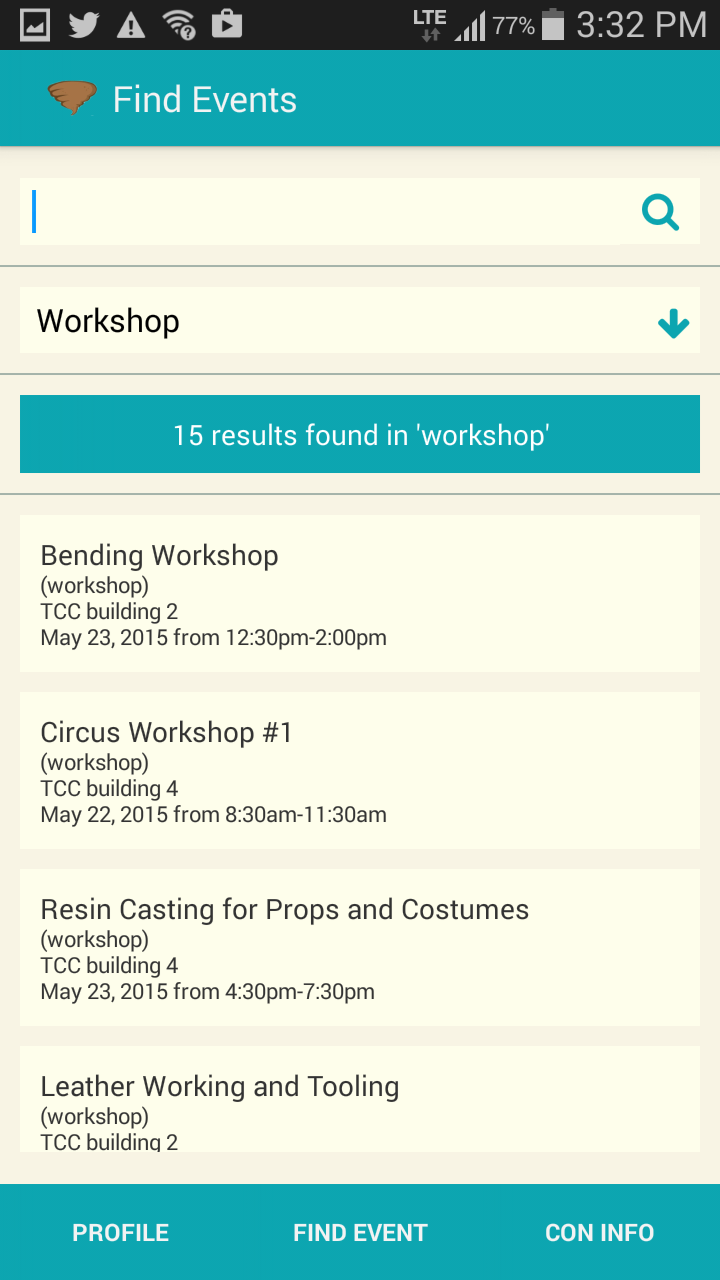 LTE 77% 3:32 PM
Find Events
Workshop
15 results found in 'workshop'
Bending Workshop
(workshop)
TCC building 2
May 23, 2015 from 12:30pm-2:00pm
Circus Workshop #1
(workshop)
TCC building 4
May 22, 2015 from 8:30am-11:30am
Resin Casting for Props and Costumes
(workshop)
TCC building 4
May 23, 2015 from 4:30pm-7:30pm
Leather Working and Tooling
(workshop)
TCC building 2
PROFILE FIND EVENT CON INFO